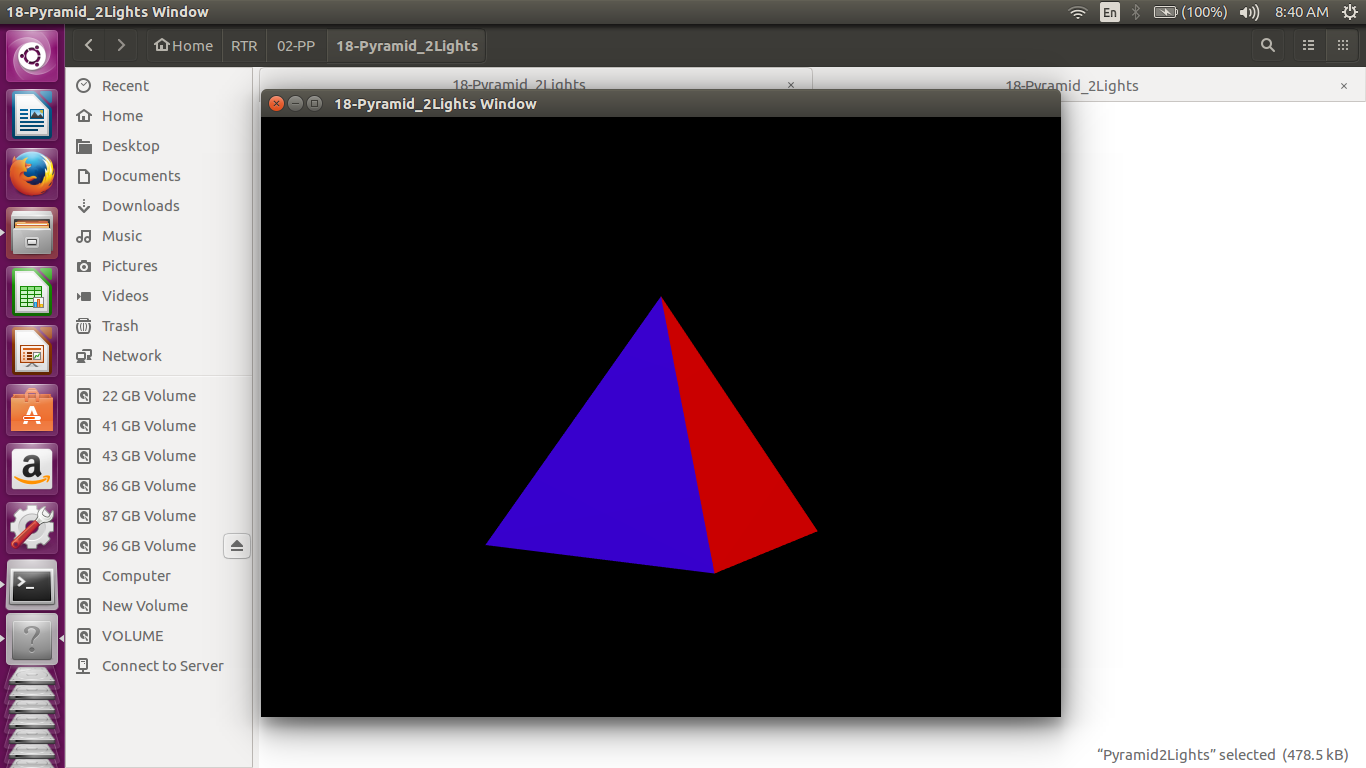 18-Pyramid_2Lights Window
En
(100%)
8:40 AM
Home
RTR
02-PP
18-Pyramid_2Lights
18-Pyramid_2Lights
18-Pyramid_2Lights
18-Pyramid_2Lights Window
Recent
Home
Desktop
Documents
Downloads
Music
Pictures
Videos
Trash
Network
22 GB Volume
41 GB Volume
43 GB Volume
86 GB Volume
87 GB Volume
96 GB Volume
Computer
New Volume
VOLUME
Connect to Server
“Pyramid2Lights” selected (478.5 kB)